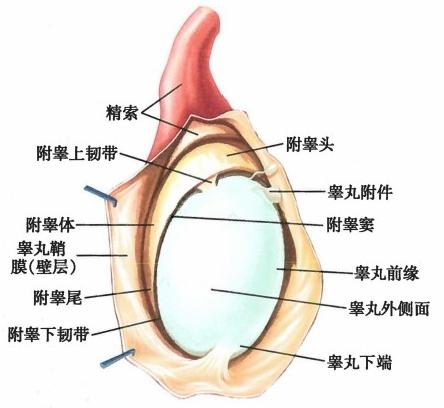 精索
附睾上韧带
附睾体
睾丸鞘
膜(壁层)
附睾尾
附睾下韧带
附睾头
睾丸附件
附睾窦
睾丸前缘
睾丸外侧面
睾丸下端